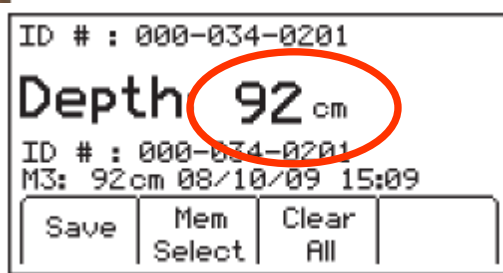 ID # : 000-034-0201
Depth 92 cm
ID # : 000-034-0201
M3: 92cm 08/10/09 15:09
Save Mem Select Clear All